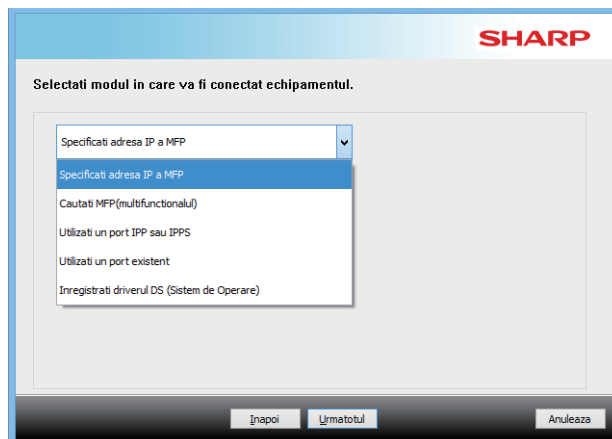 SHARP
Selectati modul in care va fi conectat echipamentul.
Specificati adresa IP a MFP
Specificati adresa IP a MFP
Cautati MFP(multifunctionalul)
Utilizati un port IPP sau IPPS
Utilizati un port existent
Inregistrati driverul DS (Sistem de Operare)
Inapoi Urmatotul Anuleaza